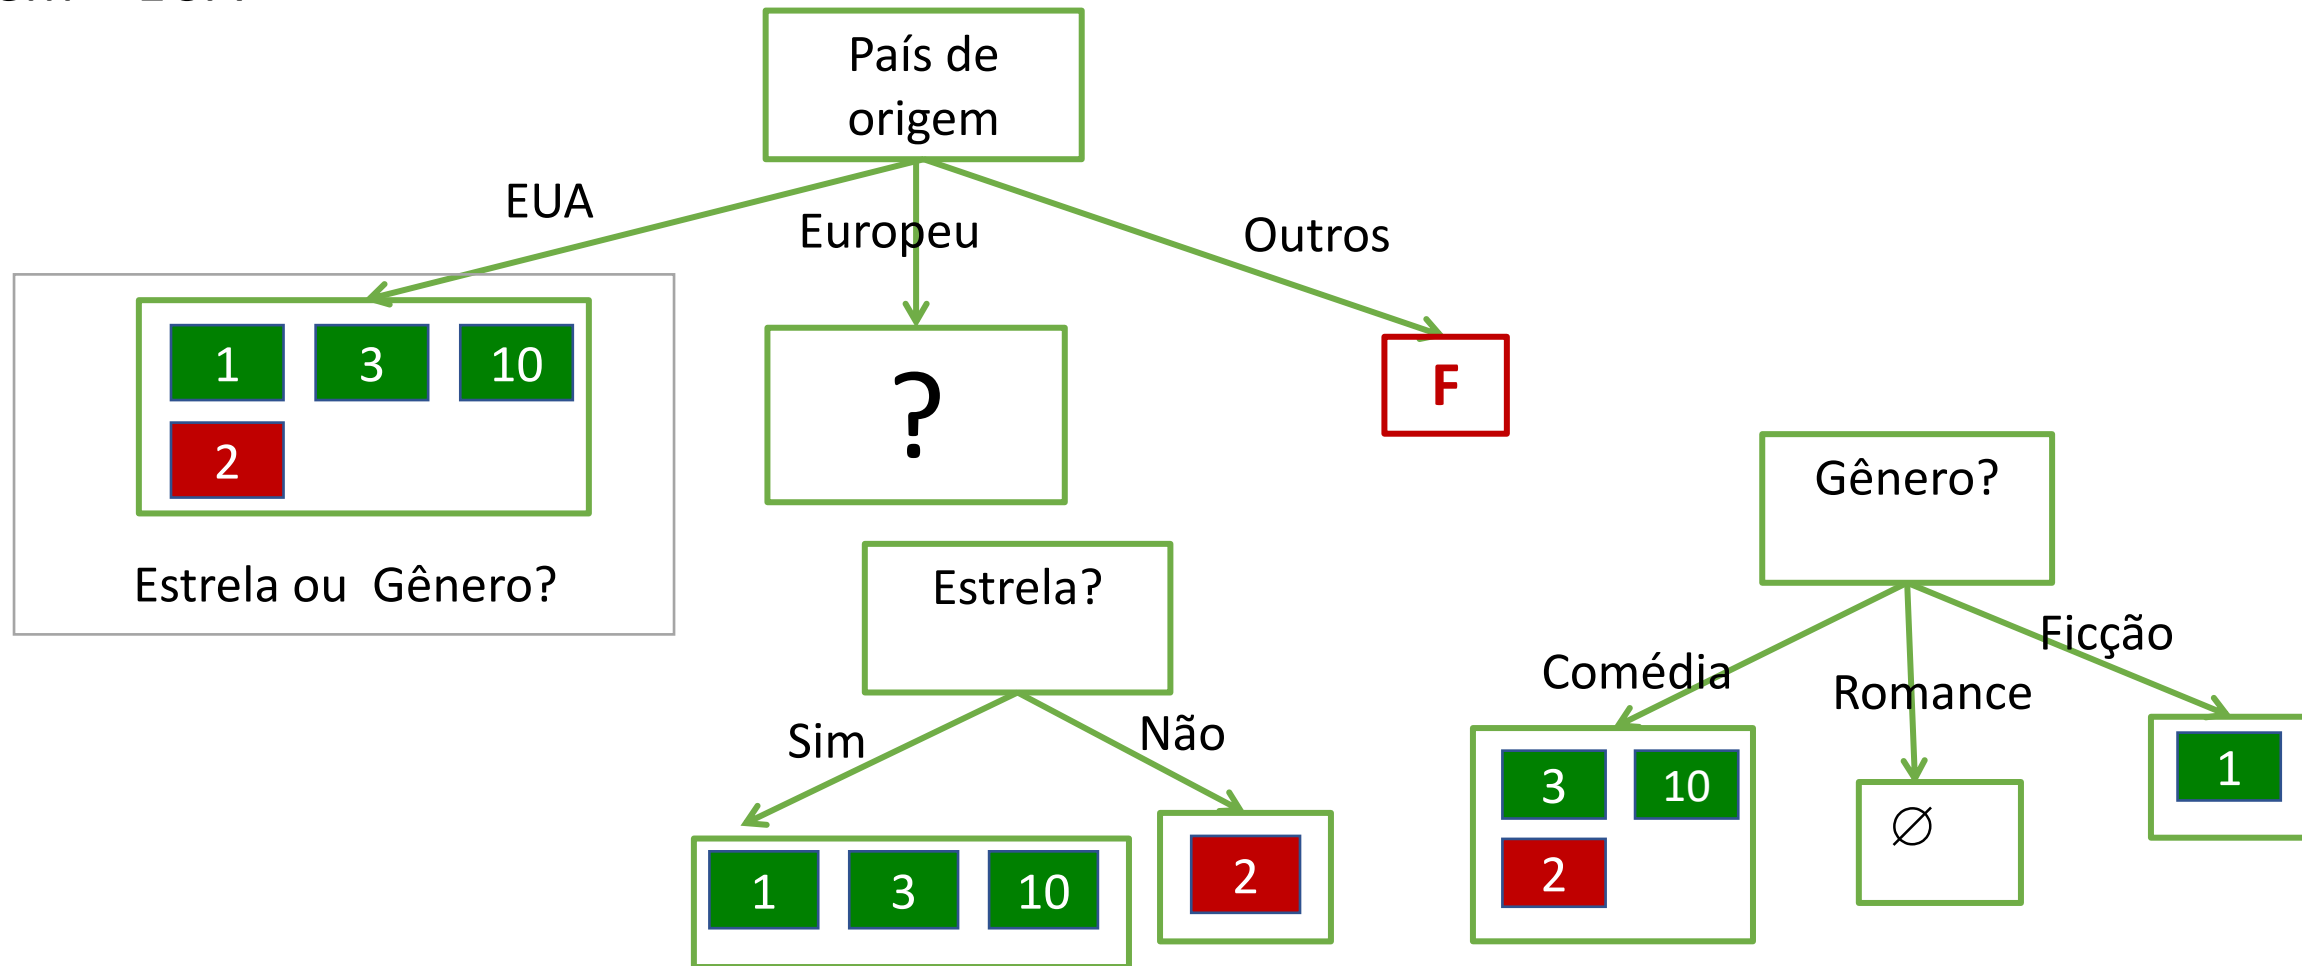 País de
origem
EUA
Europeu
Outros
1 3 10
2
?
F
Estrela ou Gênero?
Gênero?
Estrela?
Sim
Não
Comédia
Romance
Ficção
1 3 10
2
3 10
2
∅
1